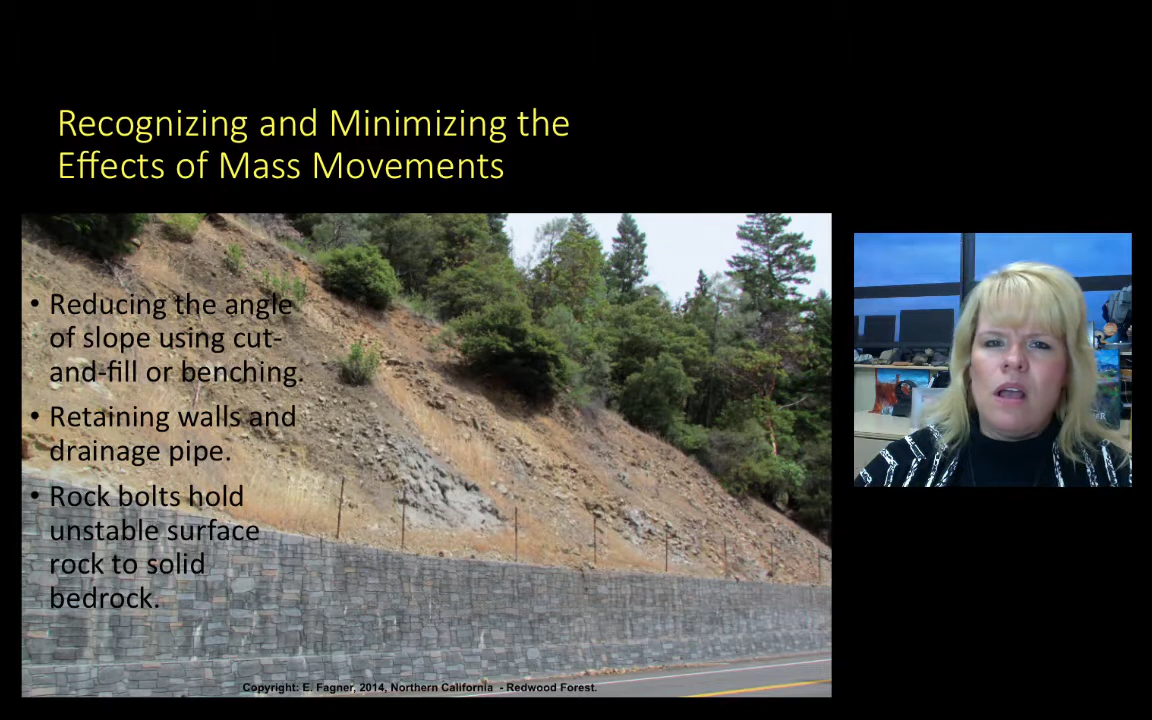 Recognizing and Minimizing the
Effects of Mass Movements
• Reducing the angle
of slope using cut-
and-fill or benching.
• Retaining walls and
drainage pipe.
• Rock bolts hold
unstable surface
rock to solid
bedrock.
Copyright: E. Fagner, 2014, Northern California - Redwood Forest.